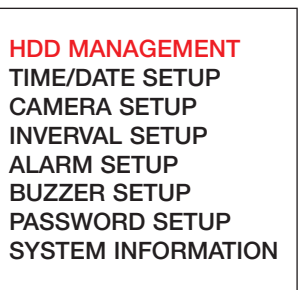 HDD MANAGEMENT
TIME/DATE SETUP
CAMERA SETUP
INVERVAL SETUP
ALARM SETUP
BUZZER SETUP
PASSWORD SETUP
SYSTEM INFORMATION